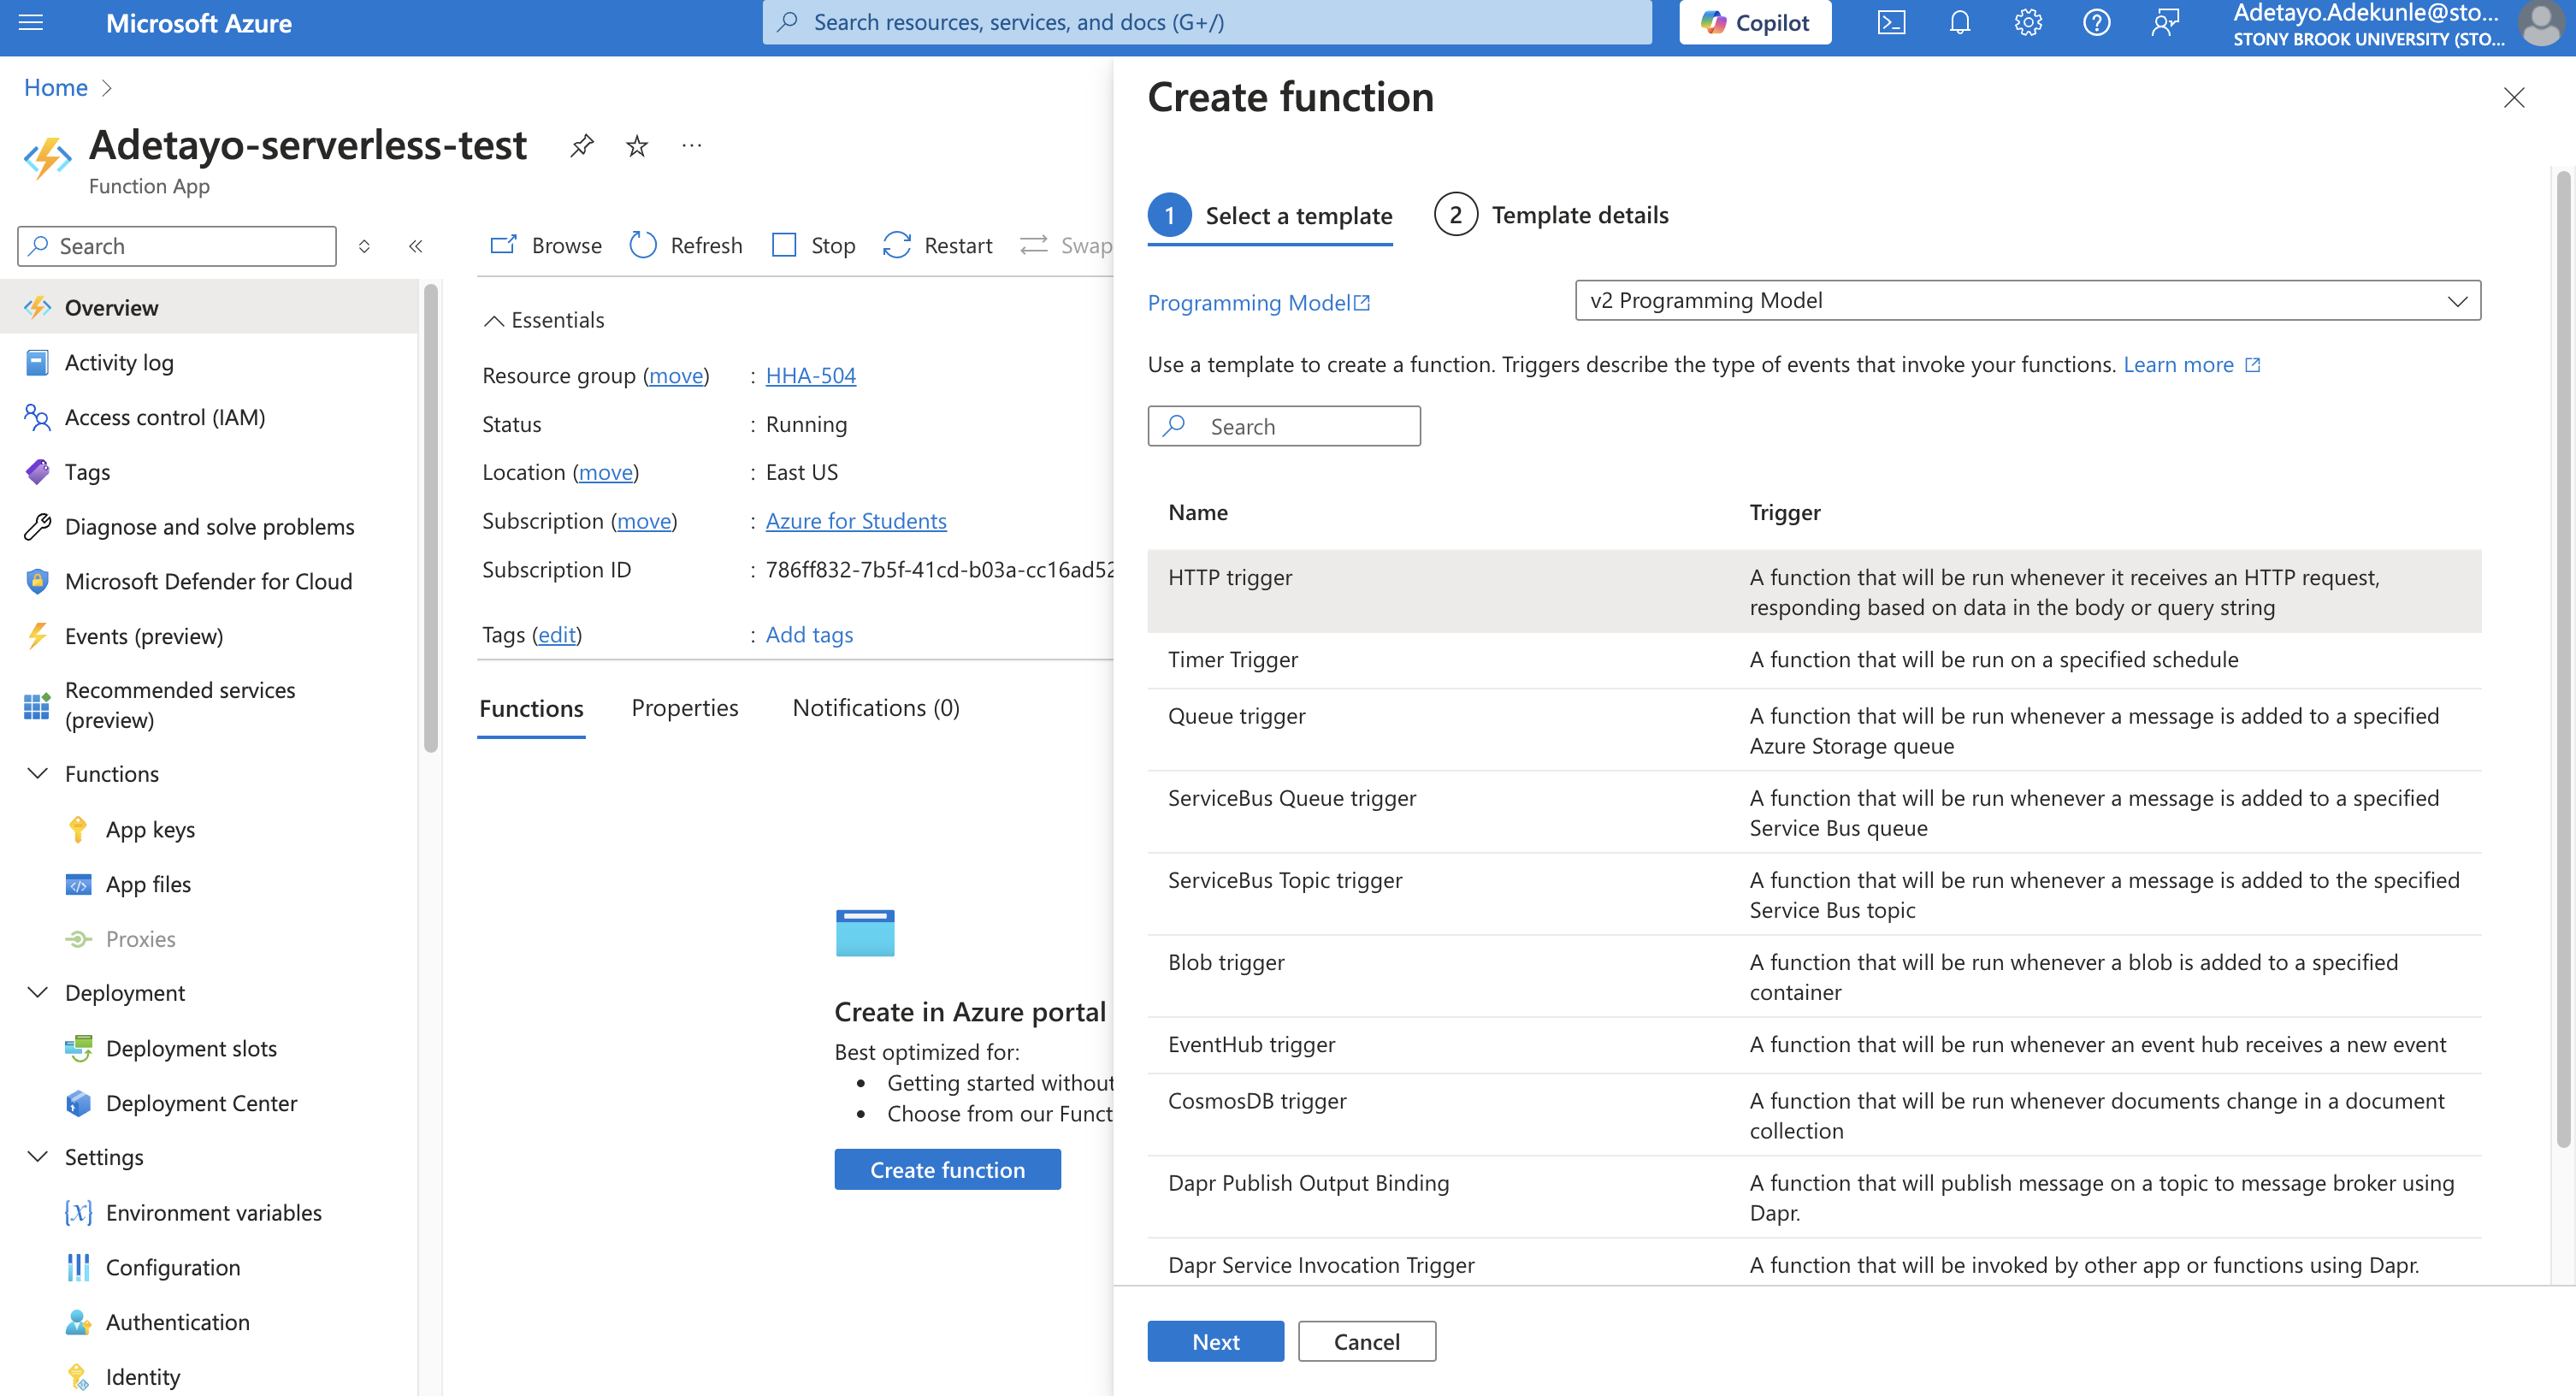 Microsoft Azure
Search resources, services, and docs (G+/)
Copilot
Adetayo.Adekunle@sto...
STONY BROOK UNIVERSITY (STO...
Home
Adetayo-serverless-test
Function App
Search
Overview
Activity log
Access control (IAM)
Tags
Diagnose and solve problems
Microsoft Defender for Cloud
Events (preview)
Recommended services
(preview)
Functions
App keys
App files
Proxies
Deployment
Deployment slots
Deployment Center
Settings
Environment variables
Configuration
Authentication
Identity
Browse Refresh Stop Restart Swap
Essentials
Resource group (move) : HHA-504
Status : Running
Location (move) : East US
Subscription (move) : Azure for Students
Subscription ID : 786ff832-7b5f-41cd-b03a-cc16ad52
Tags (edit) : Add tags
Functions Properties Notifications (0)
Create in Azure portal
Best optimized for:
• Getting started without
• Choose from our Funct
Create function
Create function
1 Select a template 2 Template details
Programming Model v2 Programming Model
Use a template to create a function. Triggers describe the type of events that invoke your functions. Learn more
Search
Name Trigger
HTTP trigger A function that will be run whenever it receives an HTTP request,
responding based on data in the body or query string
Timer Trigger A function that will be run on a specified schedule
Queue trigger A function that will be run whenever a message is added to a specified
Azure Storage queue
ServiceBus Queue trigger A function that will be run whenever a message is added to a specified
Service Bus queue
ServiceBus Topic trigger A function that will be run whenever a message is added to the specified
Service Bus topic
Blob trigger A function that will be run whenever a blob is added to a specified
container
EventHub trigger A function that will be run whenever an event hub receives a new event
CosmosDB trigger A function that will be run whenever documents change in a document
collection
Dapr Publish Output Binding A function that will publish message on a topic to message broker using
Dapr.
Dapr Service Invocation Trigger A function that will be invoked by other app or functions using Dapr.
Next Cancel